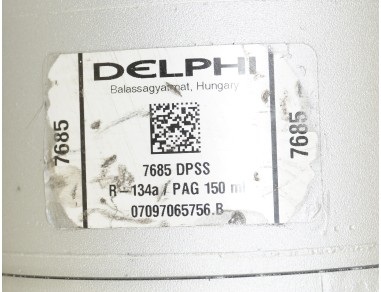 DELPHI
Balassagyarmat, Hungary
7685
7685 DPSS
R-134a / PAG 150 ml
07097065756.B
7685